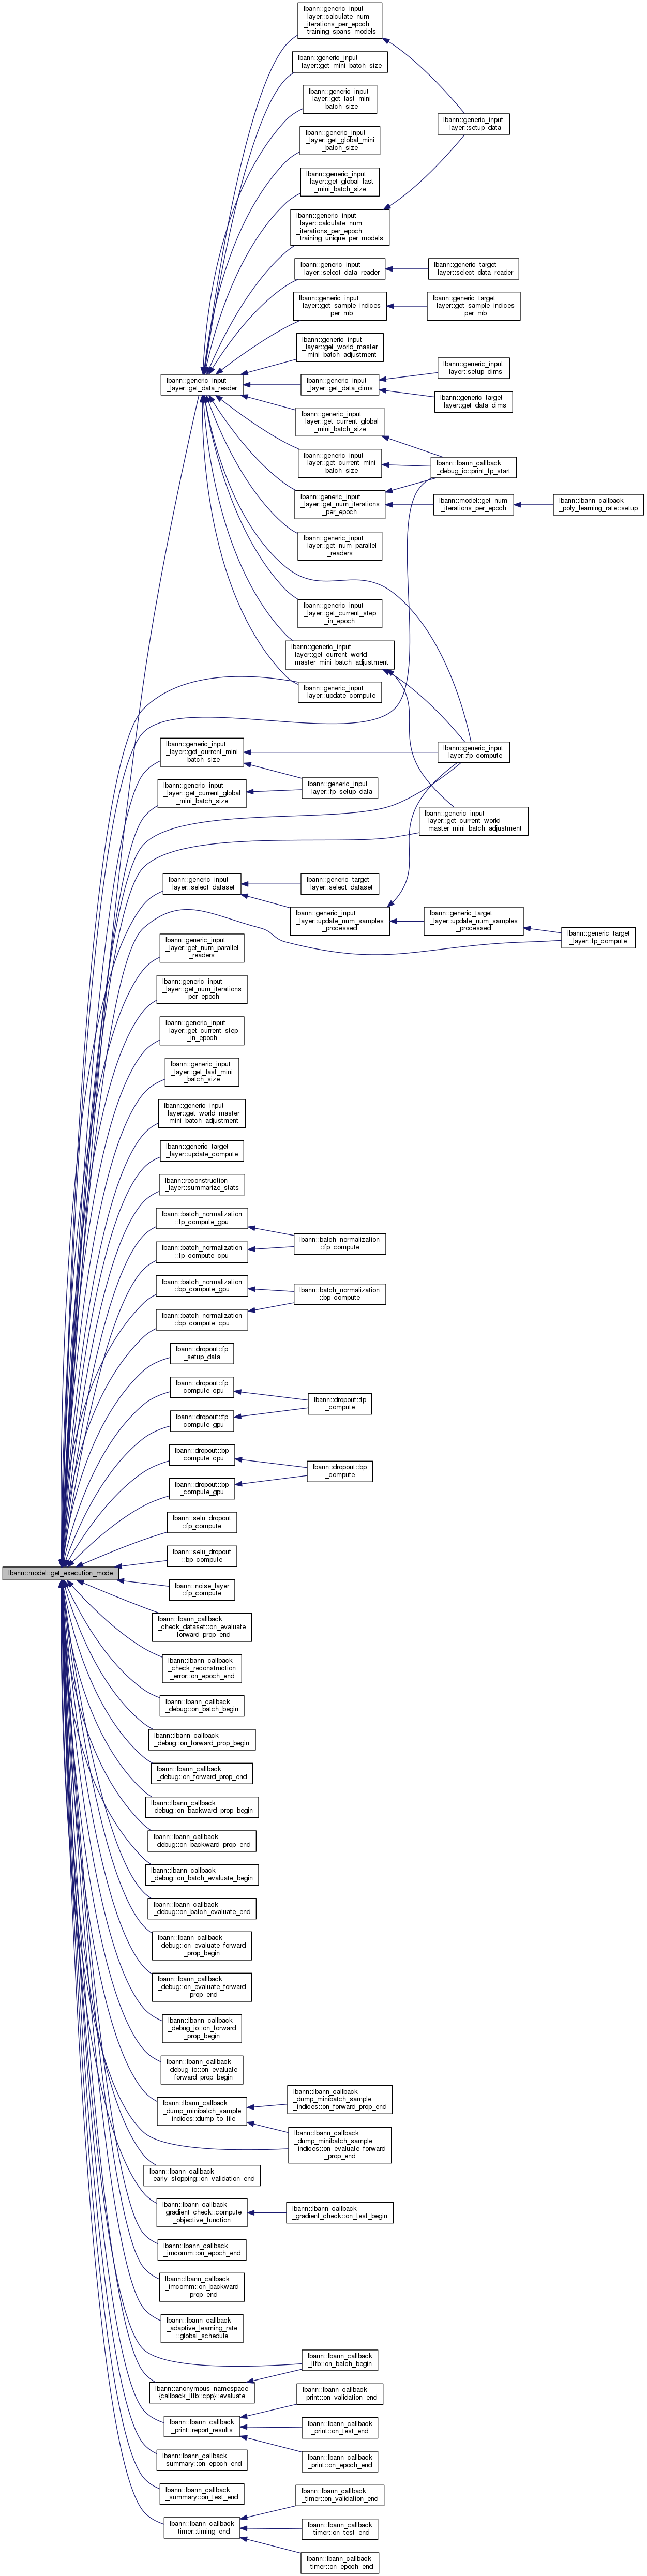 lbann::generic_input
_layer::calculate_num
_iterations_per_epoch
_training_spans_models
lbann::generic_input
_layer::get_mini_batch_size
lbann::generic_input
_layer::get_last_mini
_batch_size
lbann::generic_input
_layer::setup_data
lbann::generic_input
_layer::get_global_mini
_batch_size
lbann::generic_input
_layer::get_global_last
_mini_batch_size
lbann::generic_input
_layer::calculate_num
_iterations_per_epoch
_training_unique_per_models
lbann::generic_input
_layer::select_data_reader
lbann::generic_target
_layer::select_data_reader
lbann::generic_input
_layer::get_sample_indices
_per_mb
lbann::generic_target
_layer::get_sample_indices
_per_mb
lbann::generic_input
_layer::get_world_master
_mini_batch_adjustment
lbann::generic_input
_layer::setup_dims
lbann::generic_input
_layer::get_data_reader
lbann::generic_input
_layer::get_data_dims
lbann::generic_target
_layer::get_data_dims
lbann::generic_input
_layer::get_current_global
_mini_batch_size
lbann::generic_input
_layer::get_current_mini
_batch_size
lbann::lbann_callback
_debug_io::print_fp_start
lbann::generic_input
_layer::get_num_iterations
_per_epoch
lbann::model::get_num
_iterations_per_epoch
lbann::lbann_callback
_poly_learning_rate::setup
lbann::generic_input
_layer::get_num_parallel
_readers
lbann::generic_input
_layer::get_current_step
_in_epoch
lbann::generic_input
_layer::get_current_world
_master_mini_batch_adjustment
lbann::generic_input
_layer::update_compute
lbann::generic_input
_layer::get_current_mini
_batch_size
lbann::generic_input
_layer::fp_compute
lbann::generic_input
_layer::get_current_global
_mini_batch_size
lbann::generic_input
_layer::fp_setup_data
lbann::generic_input
_layer::get_current_world
_master_mini_batch_adjustment
lbann::generic_input
_layer::select_dataset
lbann::generic_target
_layer::select_dataset
lbann::generic_input
_layer::update_num_samples
_processed
lbann::generic_target
_layer::update_num_samples
_processed
lbann::generic_target
_layer::fp_compute
lbann::generic_input
_layer::get_num_parallel
_readers
lbann::generic_input
_layer::get_num_iterations
_per_epoch
lbann::generic_input
_layer::get_current_step
_in_epoch
lbann::generic_input
_layer::get_last_mini
_batch_size
lbann::generic_input
_layer::get_world_master
_mini_batch_adjustment
lbann::generic_target
_layer::update_compute
lbann::reconstruction
_layer::summarize_stats
lbann::batch_normalization
::fp_compute_gpu
lbann::batch_normalization
::fp_compute
lbann::batch_normalization
::fp_compute_cpu
lbann::batch_normalization
::bp_compute_gpu
lbann::batch_normalization
::bp_compute
lbann::batch_normalization
::bp_compute_cpu
lbann::dropout::fp
_setup_data
lbann::dropout::fp
_compute_cpu
lbann::dropout::fp
_compute
lbann::dropout::fp
_compute_gpu
lbann::dropout::bp
_compute_cpu
lbann::dropout::bp
_compute
lbann::dropout::bp
_compute_gpu
lbann::selu_dropout
::fp_compute
lbann::selu_dropout
::bp_compute
lbann::model::get_execution_mode
lbann::noise_layer
::fp_compute
lbann::lbann_callback
_check_dataset::on_evaluate
_forward_prop_end
lbann::lbann_callback
_check_reconstruction
_error::on_epoch_end
lbann::lbann_callback
_debug::on_batch_begin
lbann::lbann_callback
_debug::on_forward_prop_begin
lbann::lbann_callback
_debug::on_forward_prop_end
lbann::lbann_callback
_debug::on_backward_prop_begin
lbann::lbann_callback
_debug::on_backward_prop_end
lbann::lbann_callback
_debug::on_batch_evaluate_begin
lbann::lbann_callback
_debug::on_batch_evaluate_end
lbann::lbann_callback
_debug::on_evaluate_forward
_prop_begin
lbann::lbann_callback
_debug::on_evaluate_forward
_prop_end
lbann::lbann_callback
_debug_io::on_forward
_prop_begin
lbann::lbann_callback
_debug_io::on_evaluate
_forward_prop_begin
lbann::lbann_callback
_dump_minibatch_sample
_indices::dump_to_file
lbann::lbann_callback
_dump_minibatch_sample
_indices::on_forward_prop_end
lbann::lbann_callback
_dump_minibatch_sample
_indices::on_evaluate_forward
_prop_end
lbann::lbann_callback
_early_stopping::on_validation_end
lbann::lbann_callback
_gradient_check::compute
_objective_function
lbann::lbann_callback
_gradient_check::on_test_begin
lbann::lbann_callback
_imcomm::on_epoch_end
lbann::lbann_callback
_imcomm::on_backward
_prop_end
lbann::lbann_callback
_adaptive_learning_rate
::global_schedule
lbann::lbann_callback
_ltfb::on_batch_begin
lbann::anonymous_namespace
{callback_ltfb::cpp}::evaluate
lbann::lbann_callback
_print::on_validation_end
lbann::lbann_callback
_print::report_results
lbann::lbann_callback
_print::on_test_end
lbann::lbann_callback
_print::on_epoch_end
lbann::lbann_callback
_summary::on_epoch_end
lbann::lbann_callback
_summary::on_test_end
lbann::lbann_callback
_timer::on_validation_end
lbann::lbann_callback
_timer::timing_end
lbann::lbann_callback
_timer::on_test_end
lbann::lbann_callback
_timer::on_epoch_end